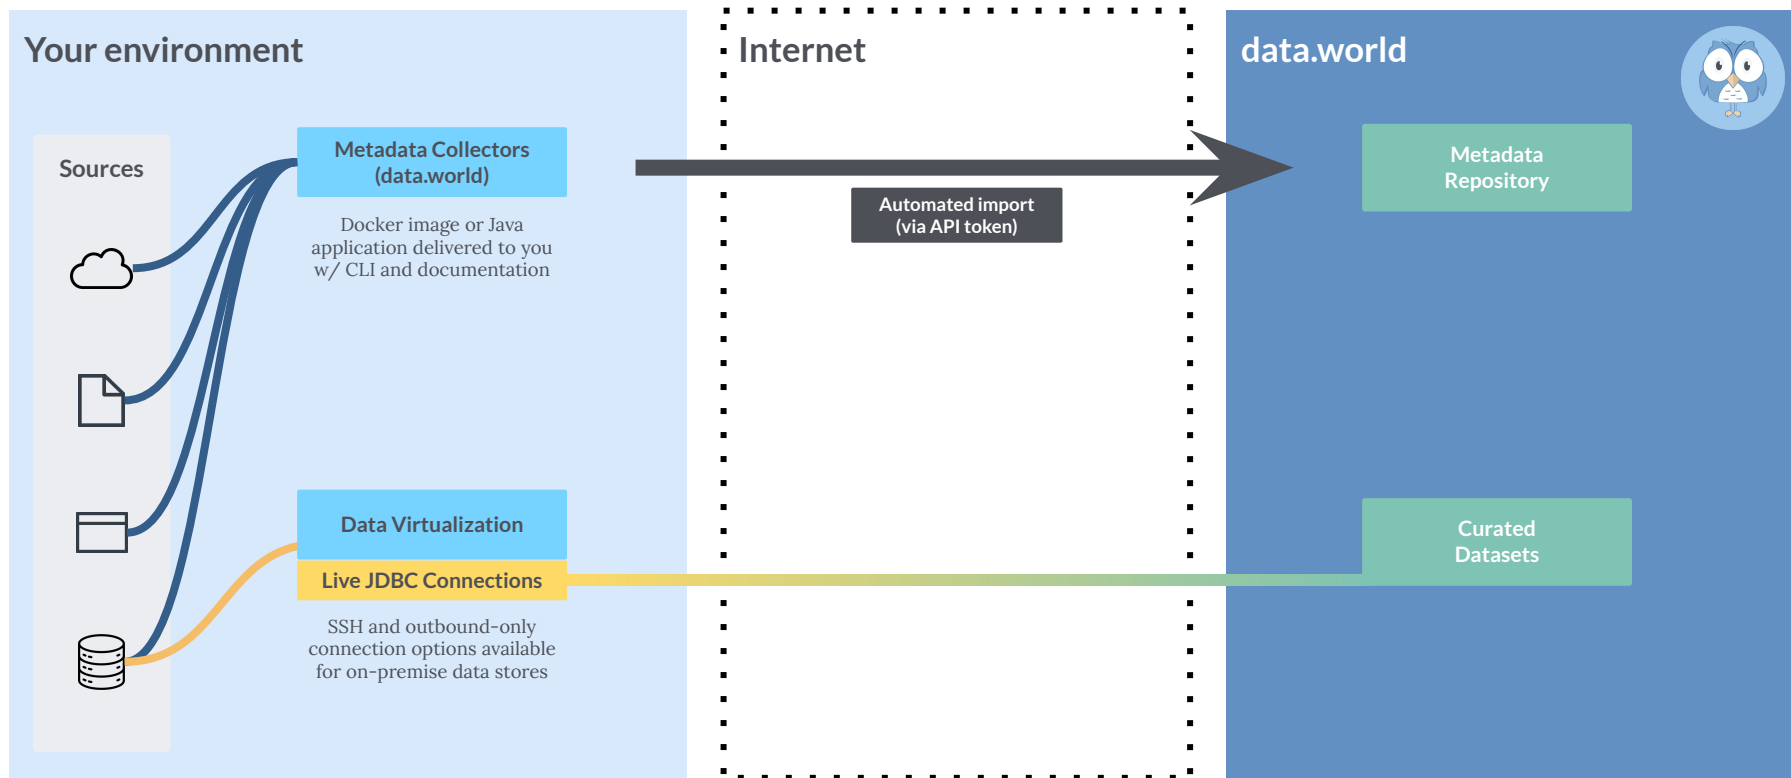 Your environment
Internet
data.world
Sources
Metadata Collectors
(data.world)
Docker image or Java
application delivered to you
w/ CLI and documentation
Automated import
(via API token)
Metadata
Repository
Data Virtualization
Live JDBC Connections
SSH and outbound-only
connection options available
for on-premise data stores
Curated
Datasets